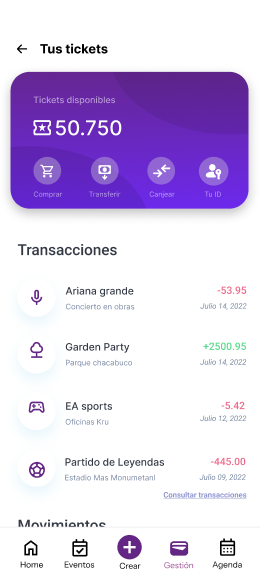 Tus tickets
Tickets disponibles
50.750
Comprar
Transferir
Canjear
Tu ID
Transacciones
Ariana grande
-53.95
Concierto en obras
Julio 14, 2022
Garden Party
+2500.95
Parque chacabuco
Julio 14, 2022
EA sports
-5.42
Oficinas Kru
Julio 12, 2022
Partido de Leyendas
-445.00
Estadio Mas Monumetanl
Julio 09, 2022
Consultar transacciones
Movimientos
Home
Eventos
Crear
Gestión
Agenda